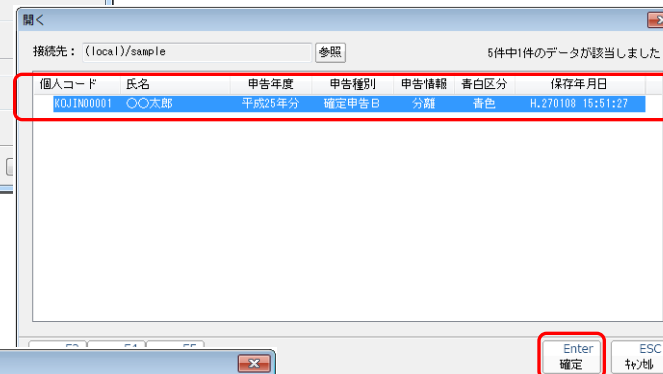 開く
接続先： (local)/sample 参照 5件中1件のデータが該当しました
個人コード 氏名 申告年度 申告種別 申告情報 青白区分 保存年月日
KOJIN00001 〇〇太郎 平成25年分 確定申告Ｂ 分離 青色 H.270108 15:51:27
Enter ESC
確定 ｷｬﾝｾﾙ